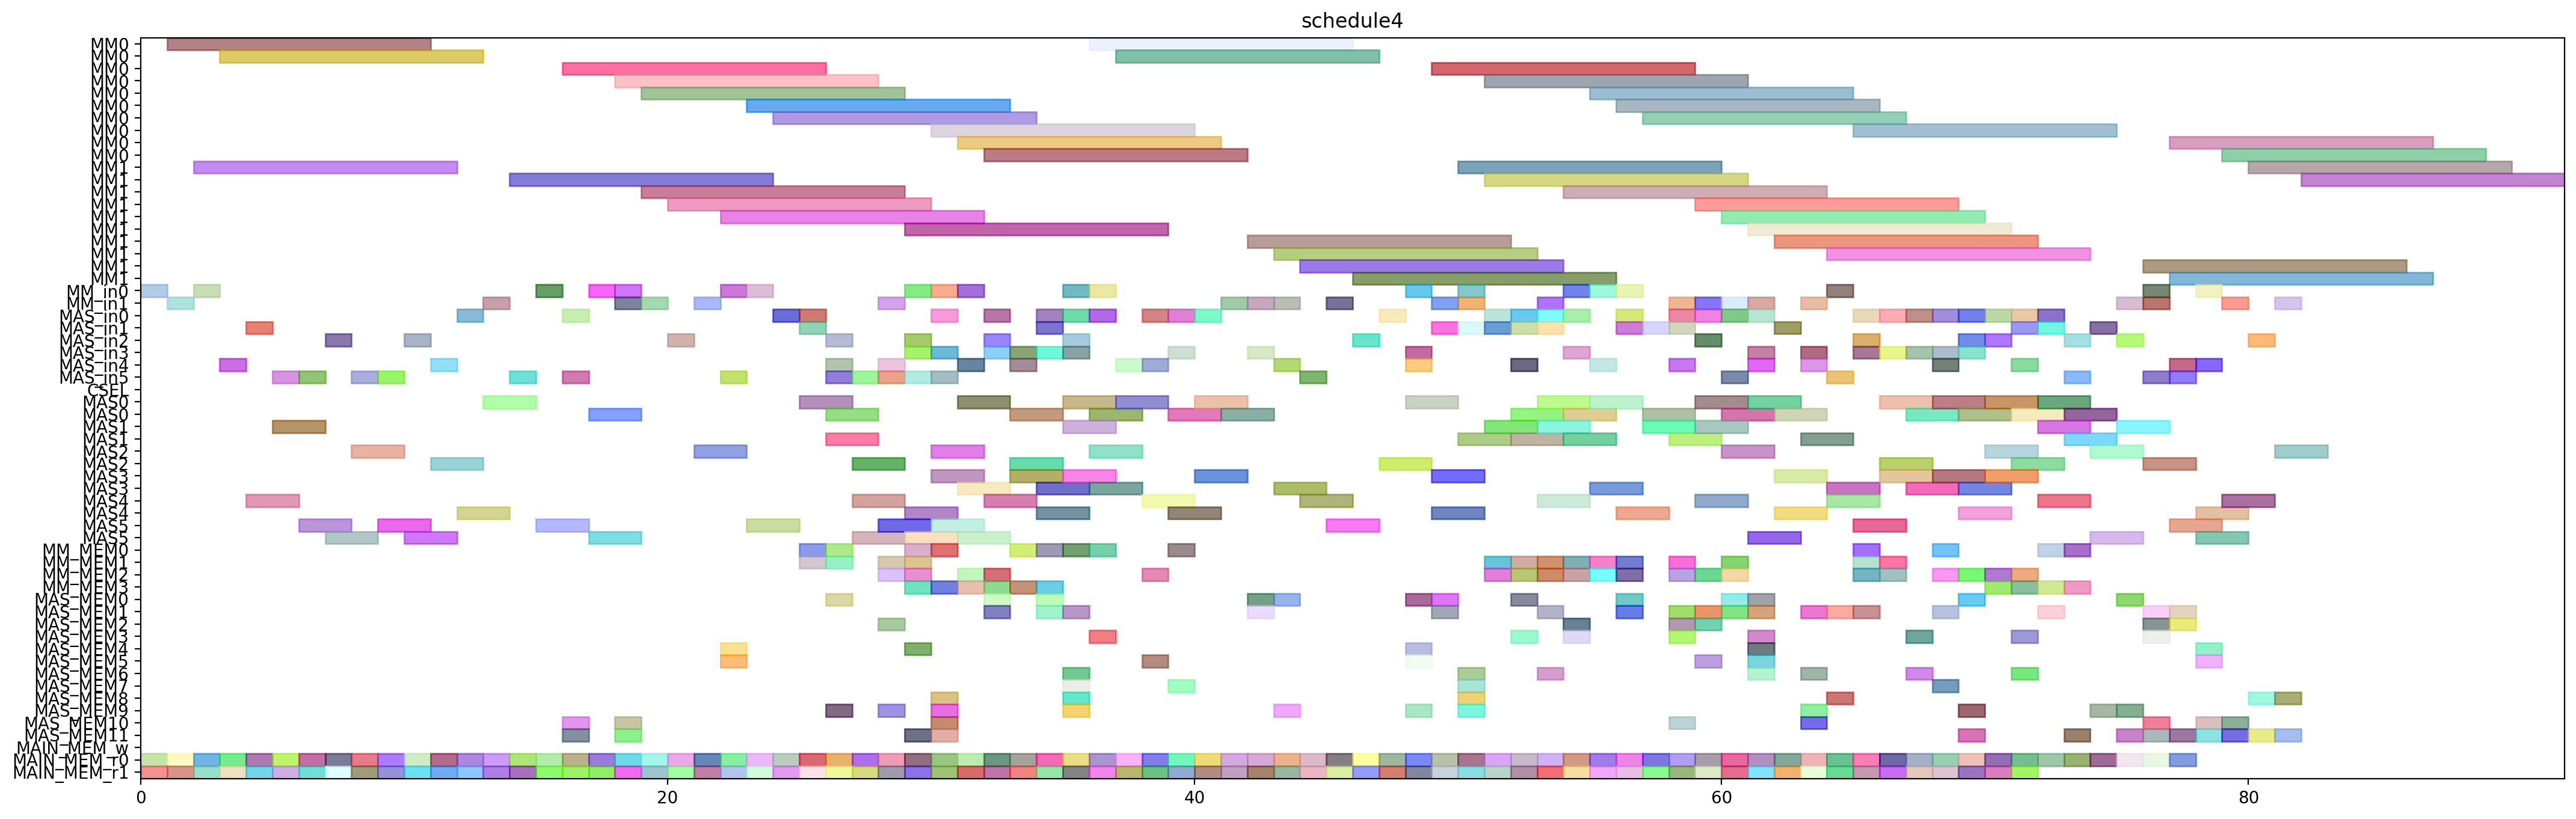 schedule4
MM0
MM0
MM0
MM0
MM0
MM0
MM0
MM0
MM0
MM0
MM1
MM1
MM1
MM1
MM1
MM1
MM1
MM1
MM1
MM1
MM_in0
MM_in1
MAS_in0
MAS_in1
MAS_in2
MAS_in3
MAS_in4
MAS_in5
CSEL
MAS0
MAS0
MAS1
MAS1
MAS2
MAS2
MAS3
MAS3
MAS4
MAS4
MAS5
MAS5
MM_MEM0
MM_MEM1
MM_MEM2
MM_MEM3
MAS_MEM0
MAS_MEM1
MAS_MEM2
MAS_MEM3
MAS_MEM4
MAS_MEM5
MAS_MEM6
MAS_MEM7
MAS_MEM8
MAS_MEM9
MAS_MEM10
MAS_MEM11
MAIN_MEM_w
MAIN_MEM_r0
MAIN_MEM_r1
0 20 40 60 80